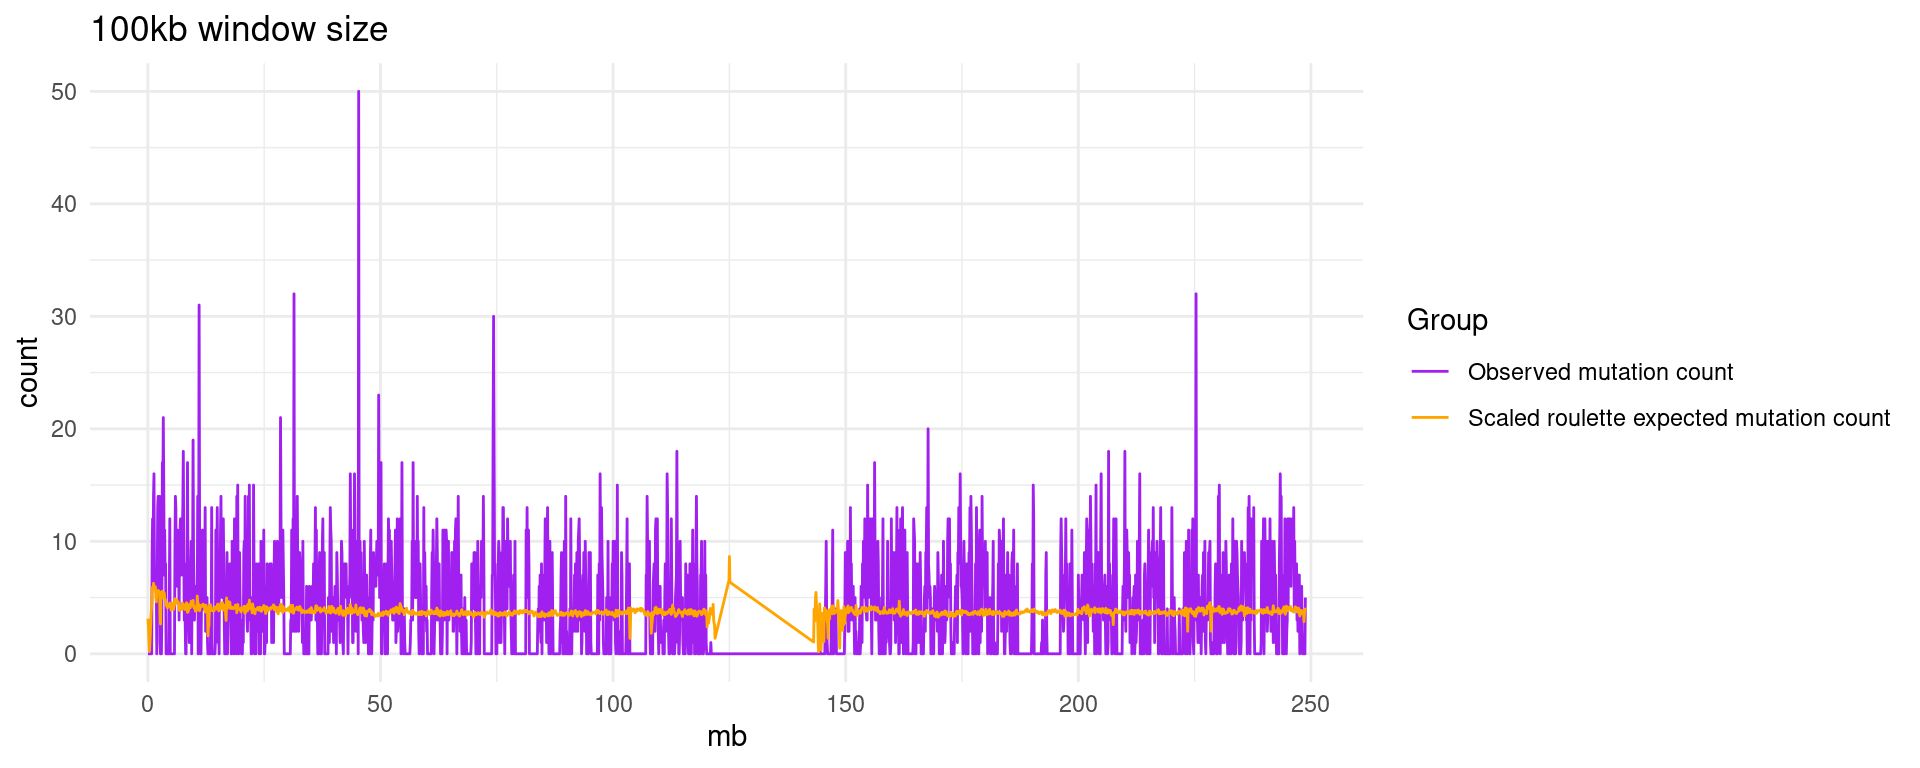 100kb window size
50
40
30
20
10
0
count
0 50 100 150 200 250
mb
Group
Observed mutation count
Scaled roulette expected mutation count